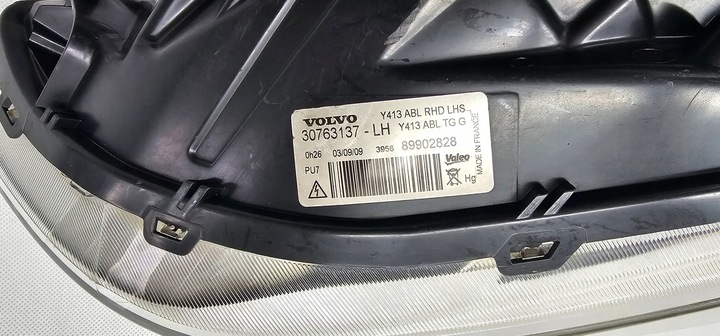 VOLVO Y413 ABL RHD LHS
30763137-LH Y413 ABL TG G
0h26 03/09/09 3956 89902828
PU7 Valeo
Hg
MADE IN FRANCE